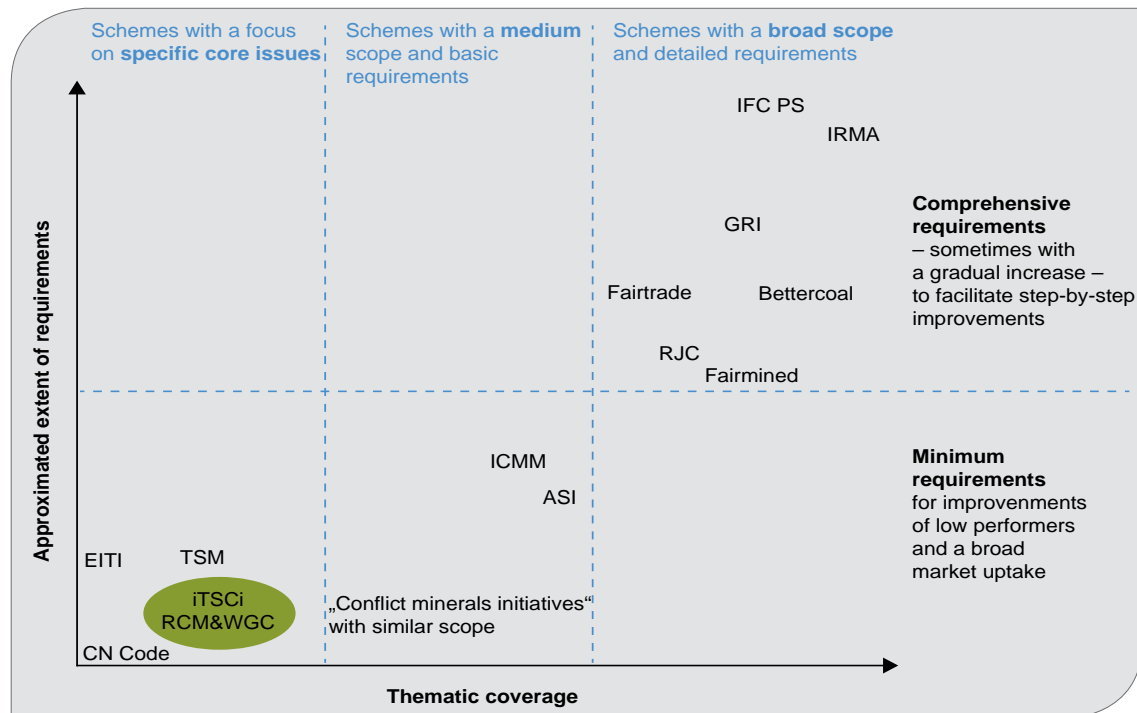 Schemes with a focus
on specific core issues
Schemes with a medium
scope and basic
requirements
Schemes with a broad scope
and detailed requirements
Approximated extent of requirements
IFC PS
IRMA
GRI
Fairtrade
Bettercoal
RJC
Fairmined
Comprehensive
requirements
– sometimes with
a gradual increase –
to facilitate step-by-step
improvements
ICMM
ASI
Minimum
requirements
for improvenments
of low performers
and a broad
market uptake
EITI
TSM
iTSCi
RCM&WGC
„Conflict minerals initiatives“
with similar scope
CN Code
Thematic coverage